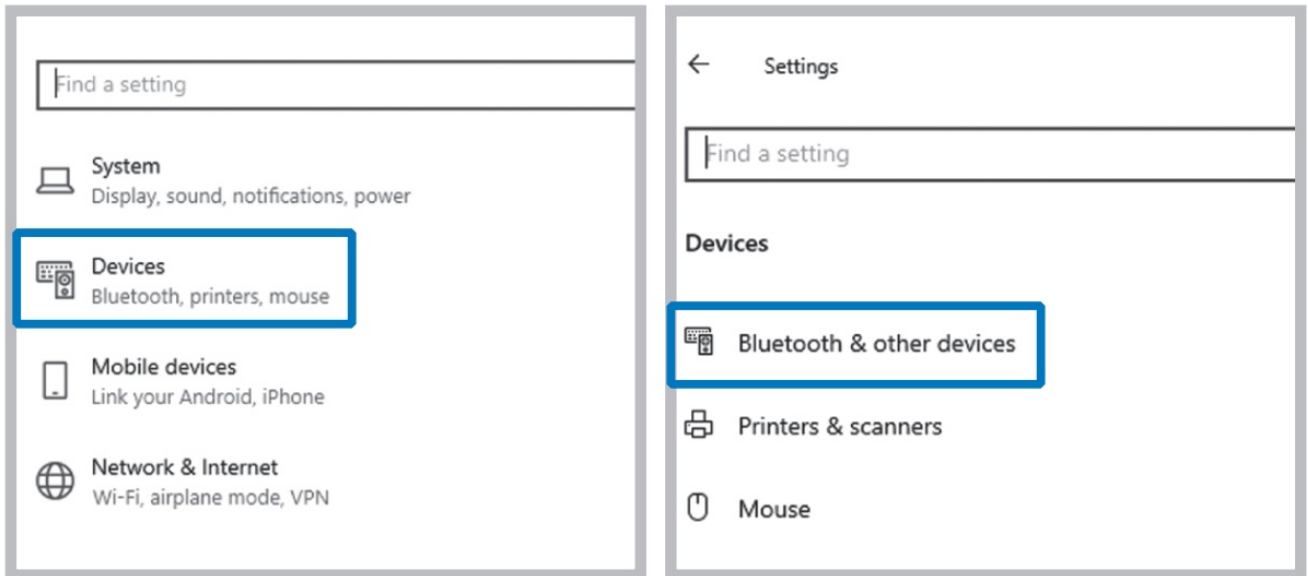 Find a setting
System
Display, sound, notifications, power
Devices
Bluetooth, printers, mouse
Mobile devices
Link your Android, iPhone
Network & Internet
Wi-Fi, airplane mode, VPN
Settings
Find a setting
Devices
Bluetooth & other devices
Printers & scanners
Mouse